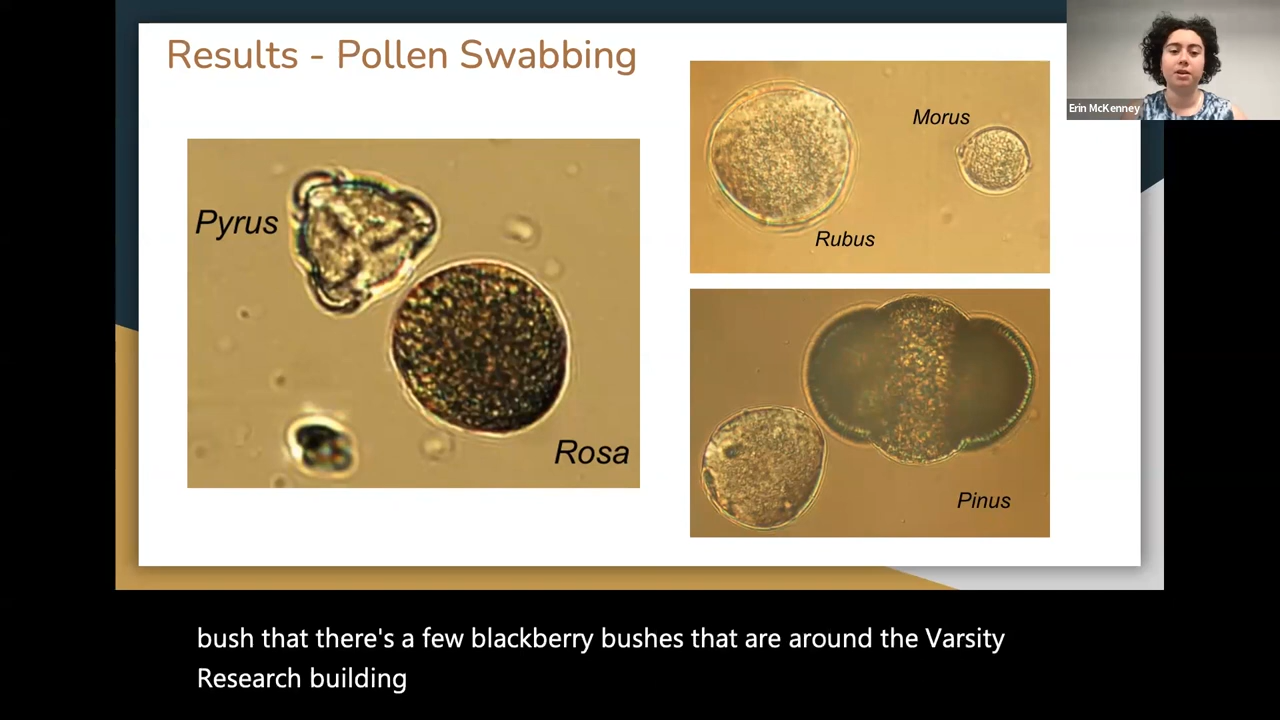 Results - Pollen Swabbing
Erin McKenney
Pyrus
Rosa
Morus
Rubus
Pinus
bush that there's a few blackberry bushes that are around the Varsity
Research building